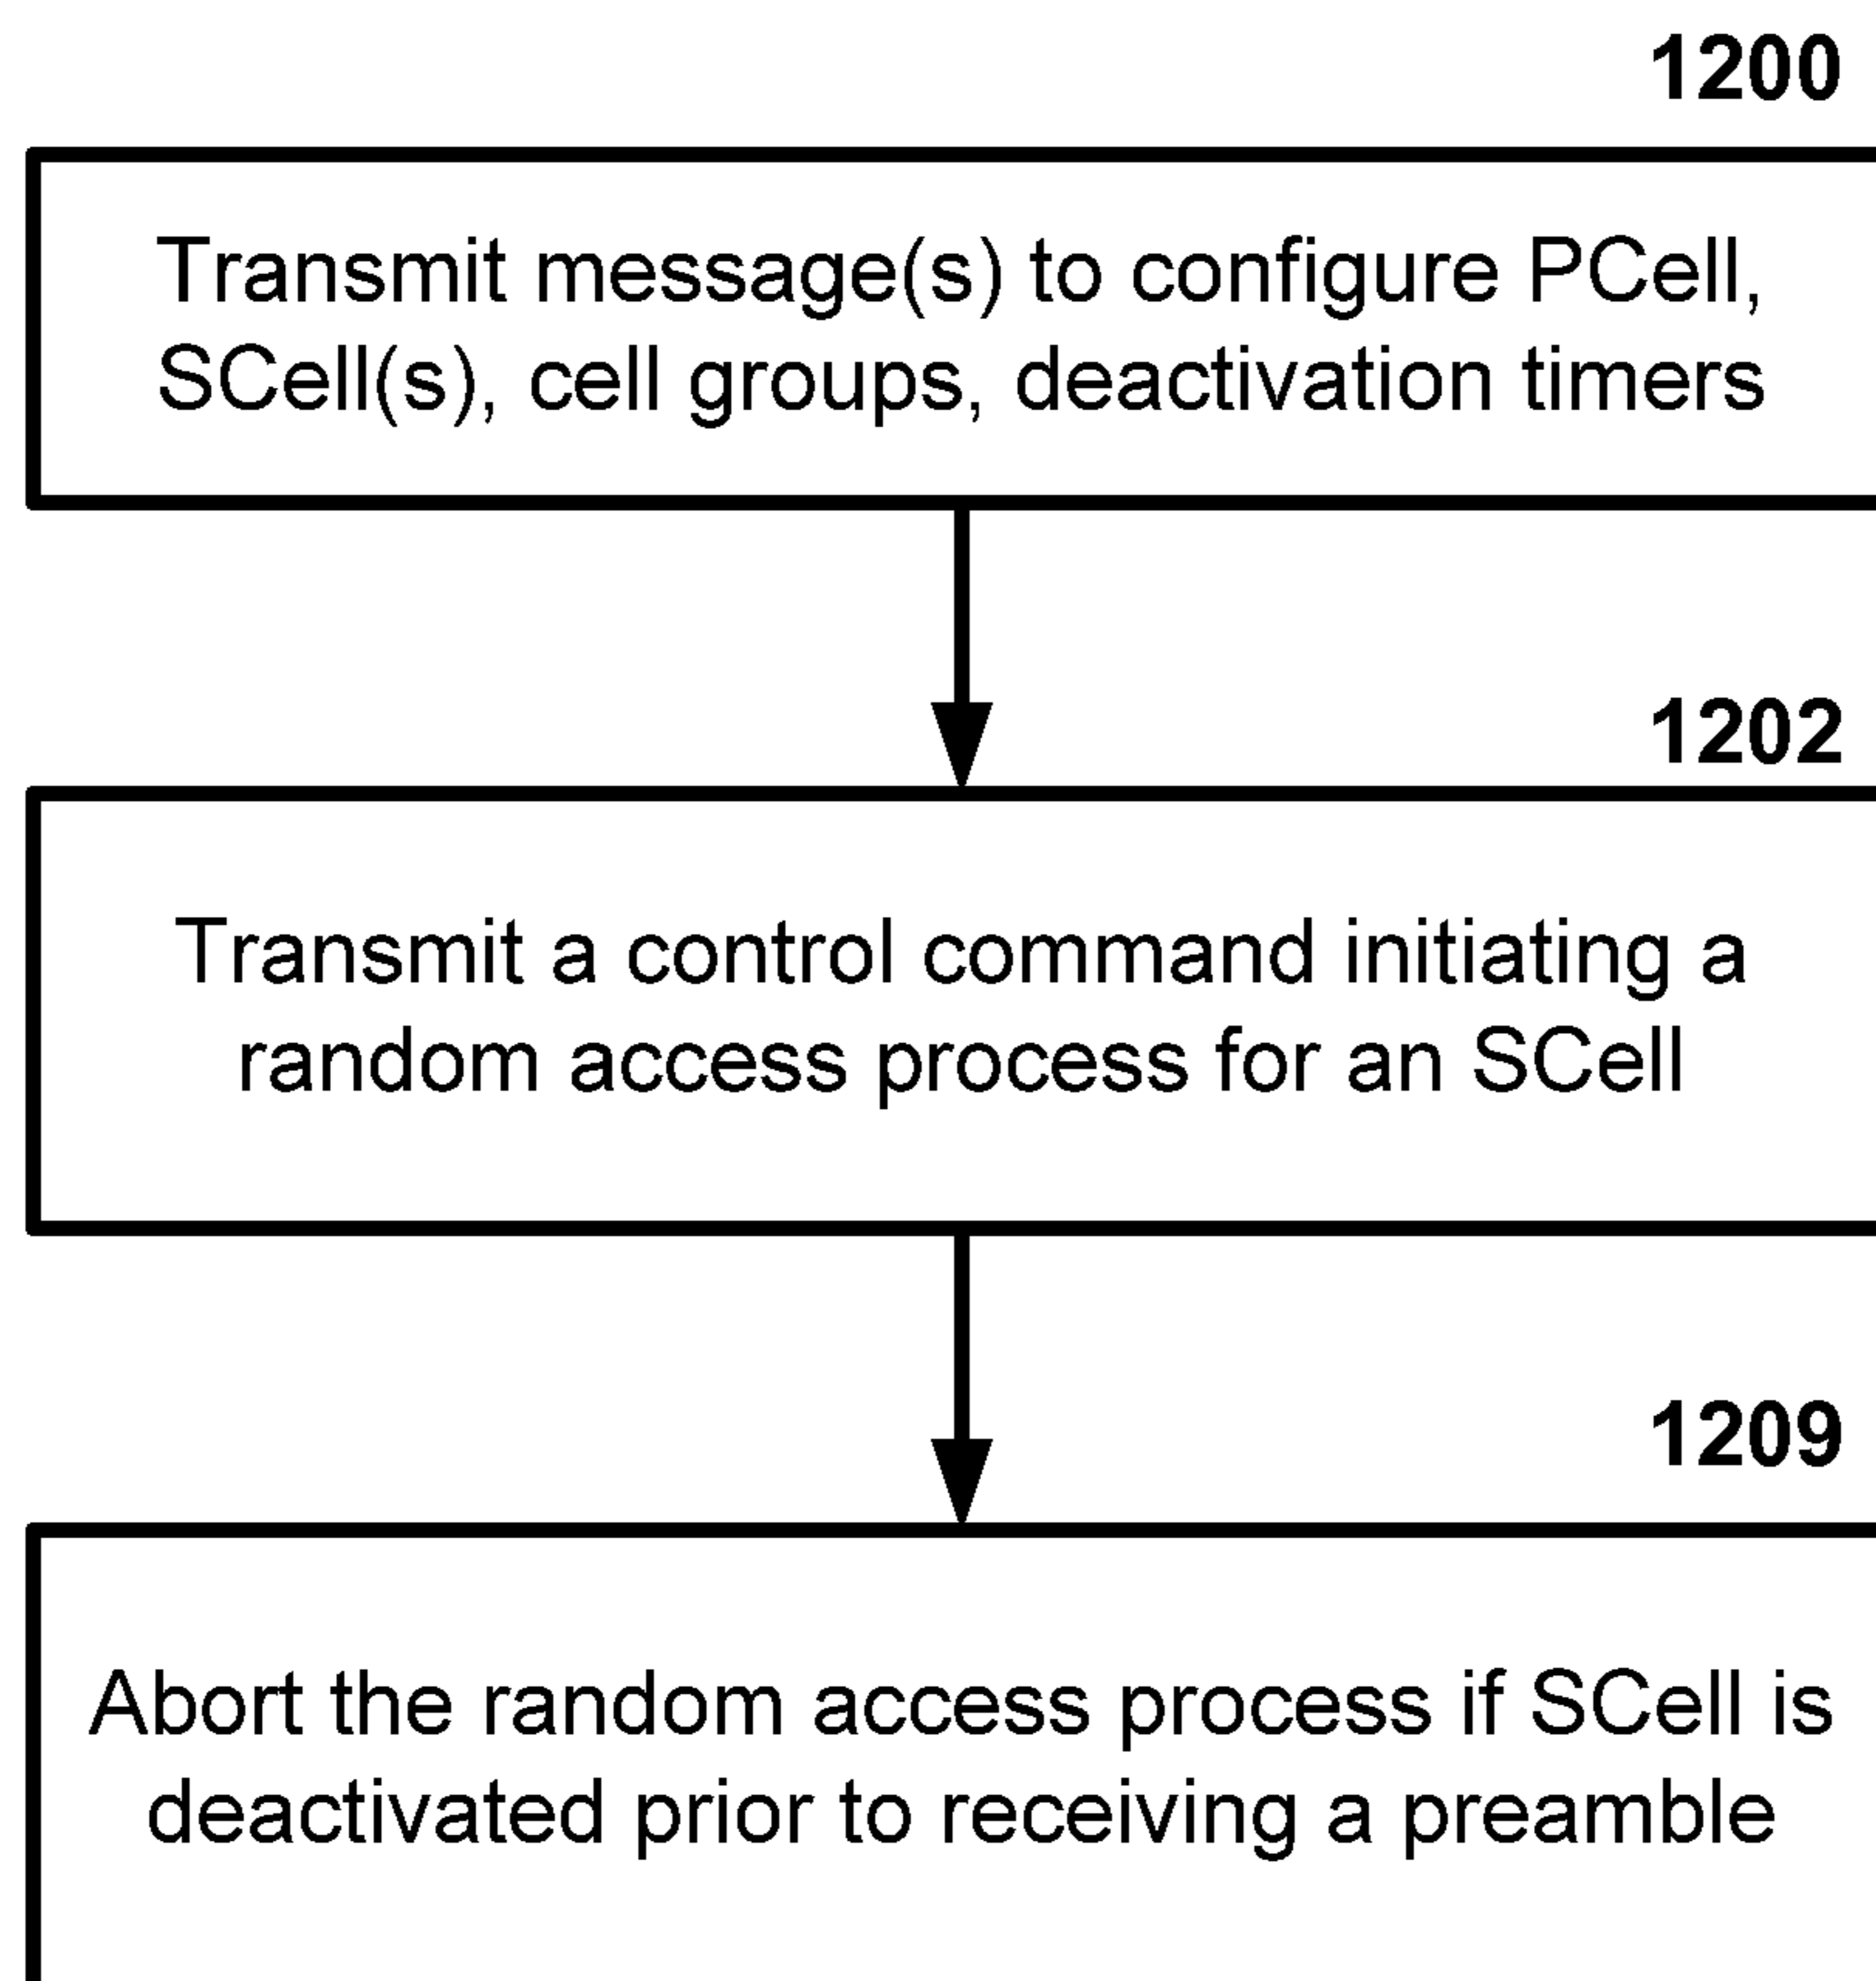 1200
Transmit message(s) to configure PCell,
SCell(s), cell groups, deactivation timers
1202
Transmit a control command initiating a
random access process for an SCell
1209
Abort the random access process if SCell is
deactivated prior to receiving a preamble